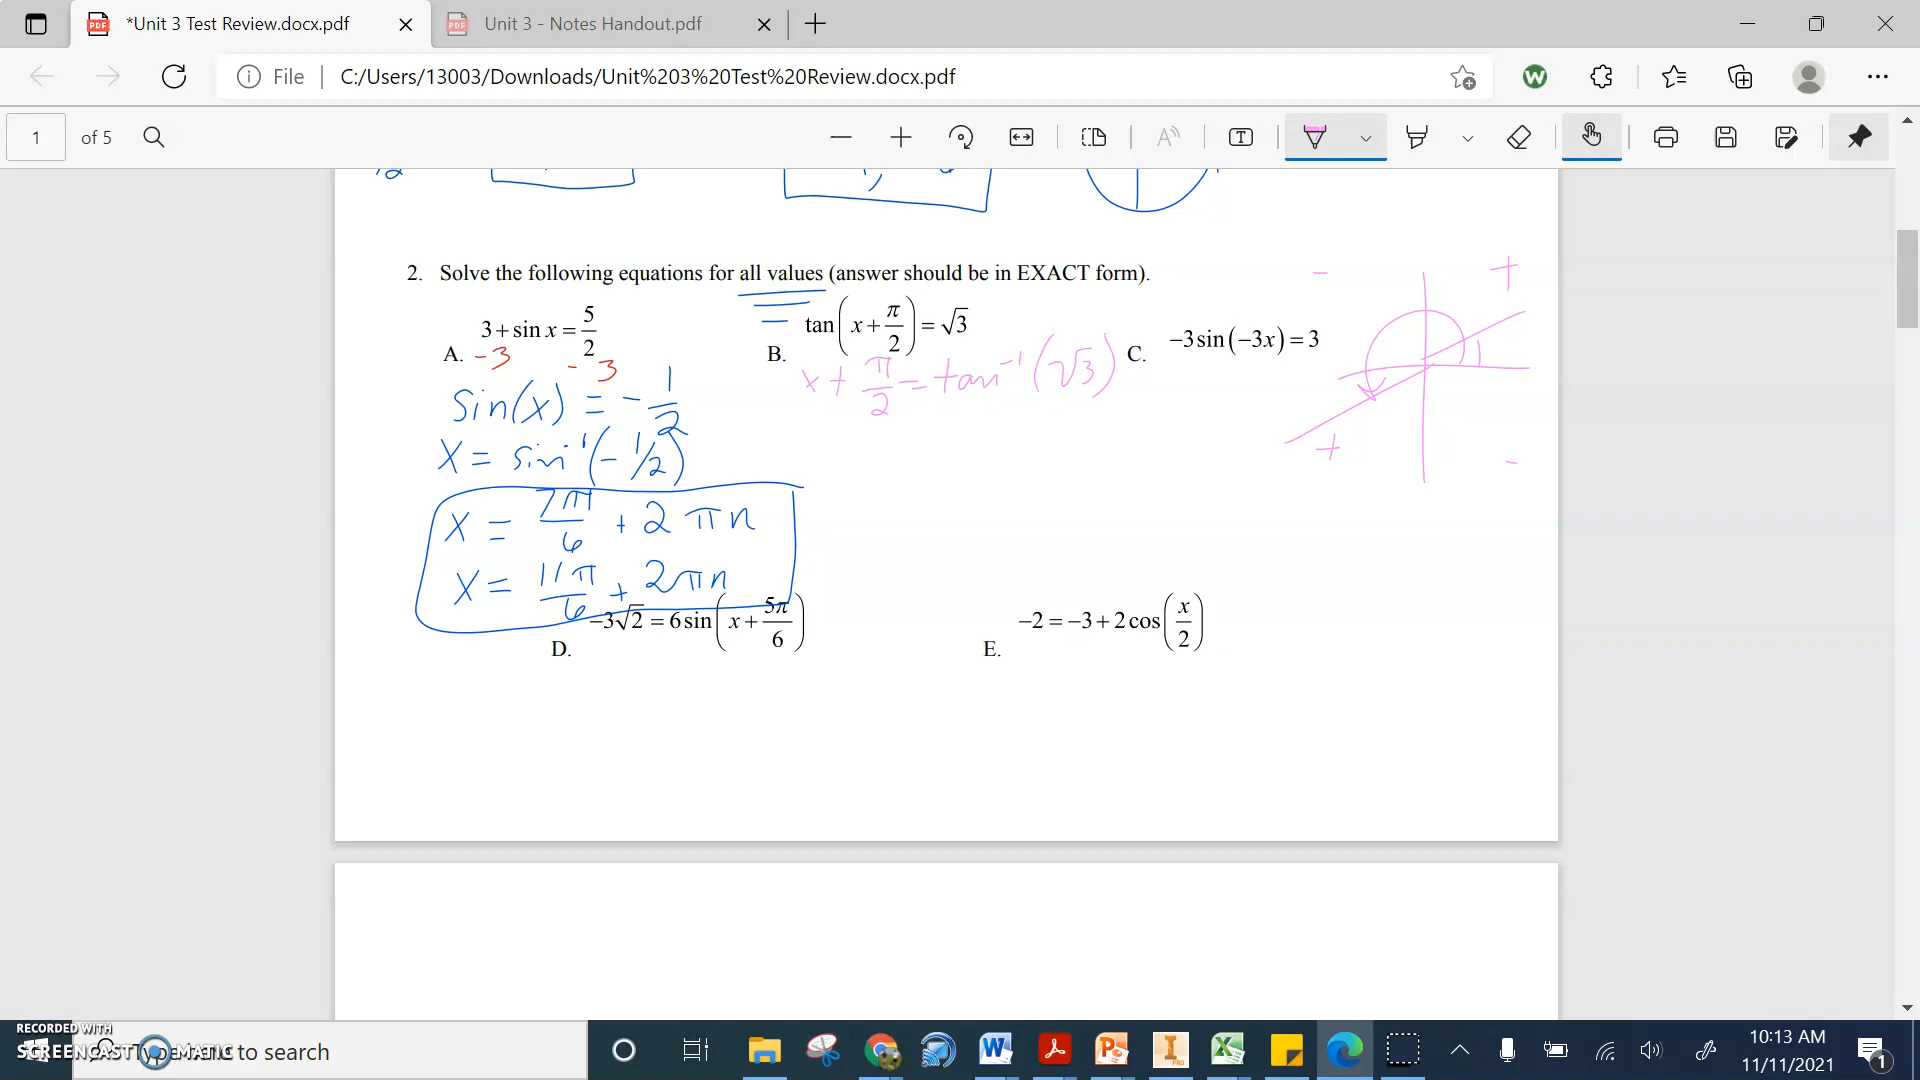 *Unit 3 Test Review.docx.pdf
Unit 3 - Notes Handout.pdf
File
C:/Users/13003/Downloads/Unit%203%20Test%20Review.docx.pdf
1 of 5
2. Solve the following equations for all values (answer should be in EXACT form).
A. 3+sin x = 5/2
-3 -3
Sin(x) = -1/2
X = sin⁻¹(-1/2)
X = 7π/6 + 2πn
X = 11π/6 + 2πn
B. tan(x+π/2) = √3
x + π/2 = tan⁻¹(√3)
C. −3sin(−3x) = 3
- +
+ -
D. −3√2 = 6sin(x+5π/6)
E. −2 = −3+2cos(x/2)
RECORDED WITH
SCREENCAST MATIC
to search
10:13 AM
11/11/2021
1